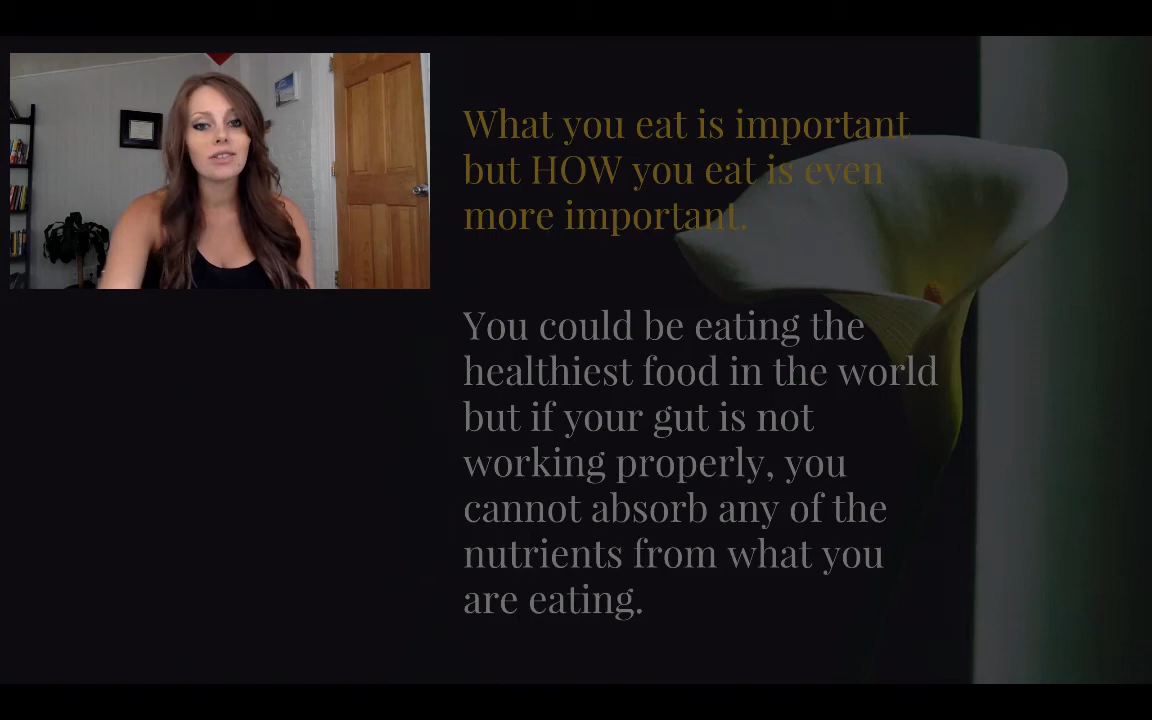 What you eat is important
but HOW you eat is even
more important.
You could be eating the
healthiest food in the world
but if your gut is not
working properly, you
cannot absorb any of the
nutrients from what you
are eating.